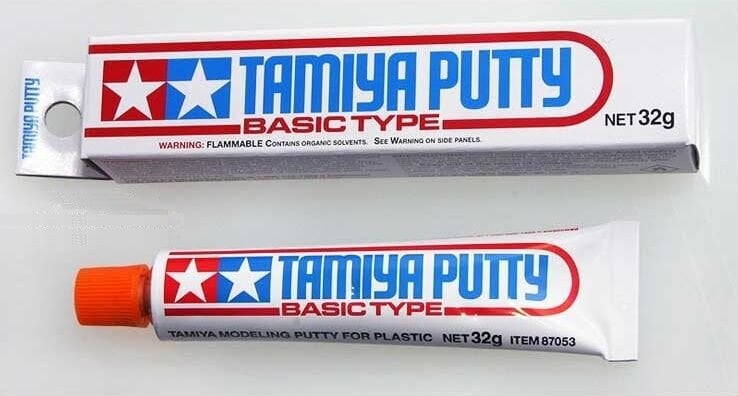 TAMIYA PUTTY
TAMIYA PUTTY
BASIC TYPE
NET 32g
WARNING: FLAMMABLE CONTAINS ORGANIC SOLVENTS. SEE WARNING ON SIDE PANELS.
TAMIYA PUTTY
BASIC TYPE
TAMIYA MODELING PUTTY FOR PLASTIC NET 32g ITEM 87053